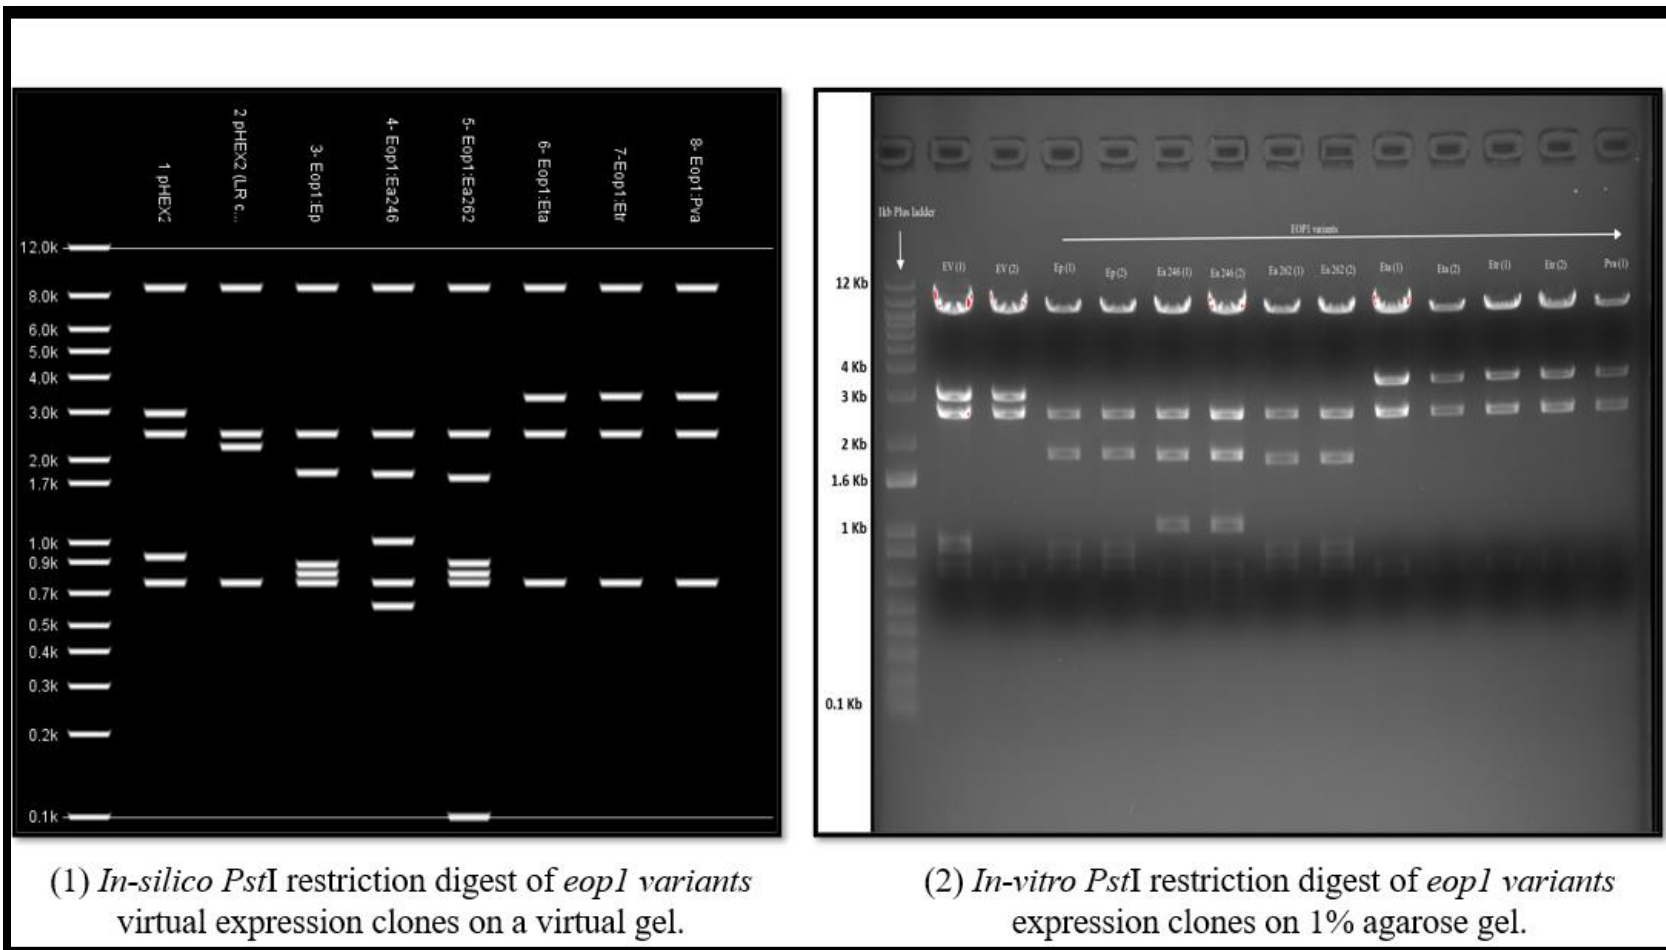 1 pHEX2
2 pHEX2 (LR c...
3- Eop1:Ep
4- Eop1:Ea246
5- Eop1:Ea262
6- Eop1:Eta
7-Eop1:Etr
8- Eop1:Pva
12.0k
8.0k
6.0k
5.0k
4.0k
3.0k
2.0k
1.7k
1.0k
0.9k
0.7k
0.5k
0.4k
0.3k
0.2k
0.1k
(1) In-silico PstI restriction digest of eop1 variants
virtual expression clones on a virtual gel.
1kb Plus ladder
EOP1 variants
EV (1)
EV (2)
Ep (1)
Ep (2)
Ea 246 (1)
Ea 246 (2)
Ea 262 (1)
Ea 262 (2)
Eta (1)
Eta (2)
Etr (1)
Etr (2)
Pva (1)
12 Kb
4 Kb
3 Kb
2 Kb
1.6 Kb
1 Kb
0.1 Kb
(2) In-vitro PstI restriction digest of eop1 variants
expression clones on 1% agarose gel.